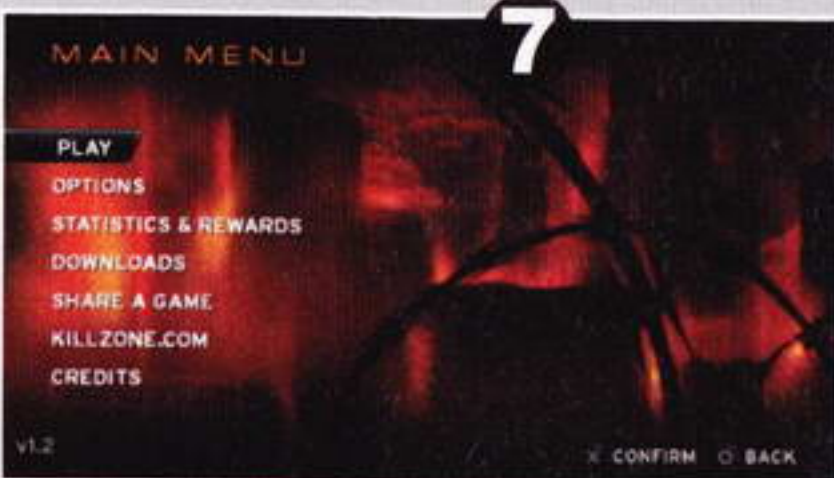 7
MAIN MENU
PLAY
OPTIONS
STATISTICS & REWARDS
DOWNLOADS
SHARE A GAME
KILLZONE.COM
CREDITS
v1.2
X CONFIRM O BACK